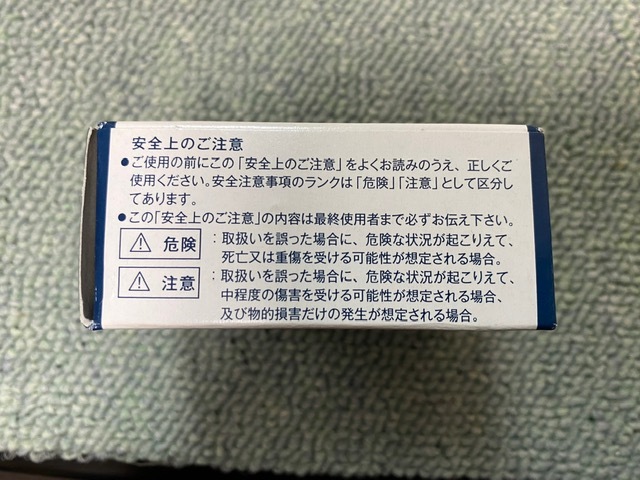 安全上のご注意
●ご使用の前にこの「安全上のご注意」をよくお読みのうえ、正しくご
使用ください。安全注意事項のランクは「危険」「注意」として区分し
てあります。
●この「安全上のご注意」の内容は最終使用者まで必ずお伝え下さい。
⚠ 危険 ：取扱いを誤った場合に、危険な状況が起こりえて、
死亡又は重傷を受ける可能性が想定される場合。
⚠ 注意 ：取扱いを誤った場合に、危険な状況が起こりえて、
中程度の傷害を受ける可能性が想定される場合、
及び物的損害だけの発生が想定される場合。